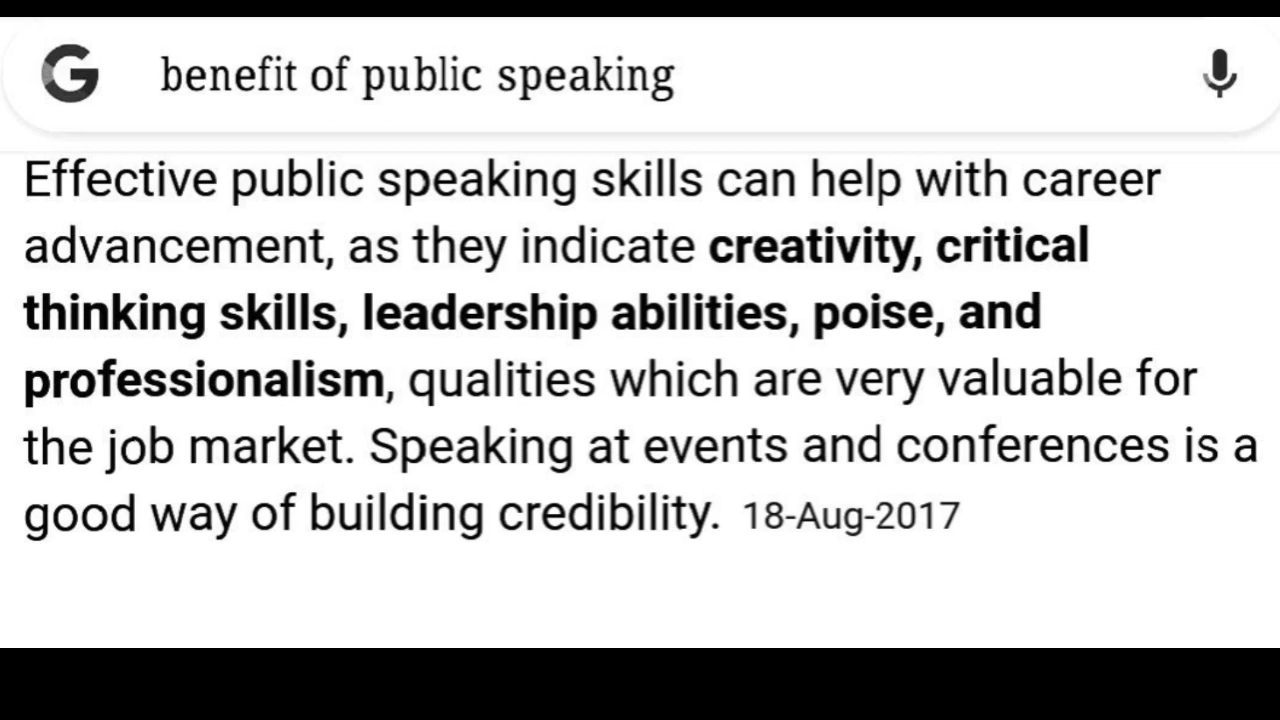 benefit of public speaking
Effective public speaking skills can help with career
advancement, as they indicate creativity, critical
thinking skills, leadership abilities, poise, and
professionalism, qualities which are very valuable for
the job market. Speaking at events and conferences is a
good way of building credibility. 18-Aug-2017